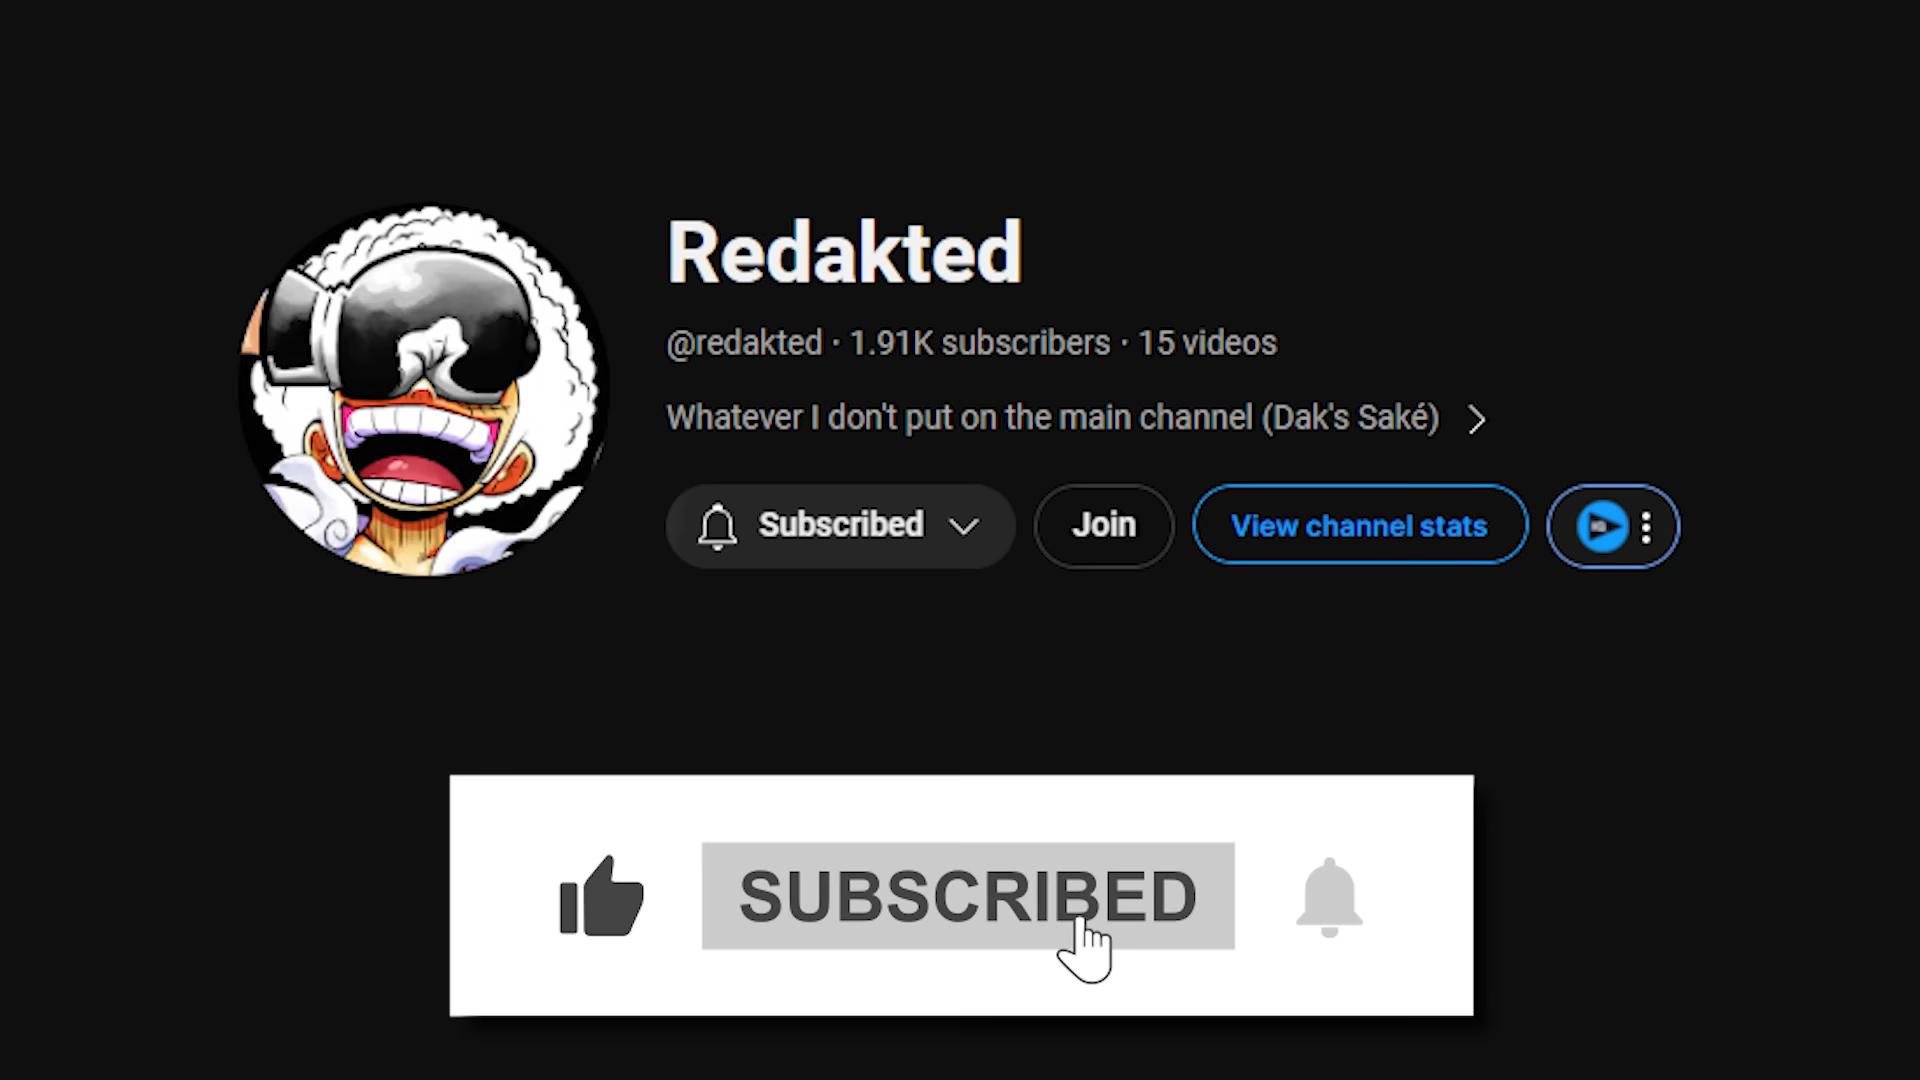 Redakted
@redakted · 1.91K subscribers · 15 videos
Whatever I don't put on the main channel (Dak's Saké)
Subscribed
Join
View channel stats
SUBSCRIBED